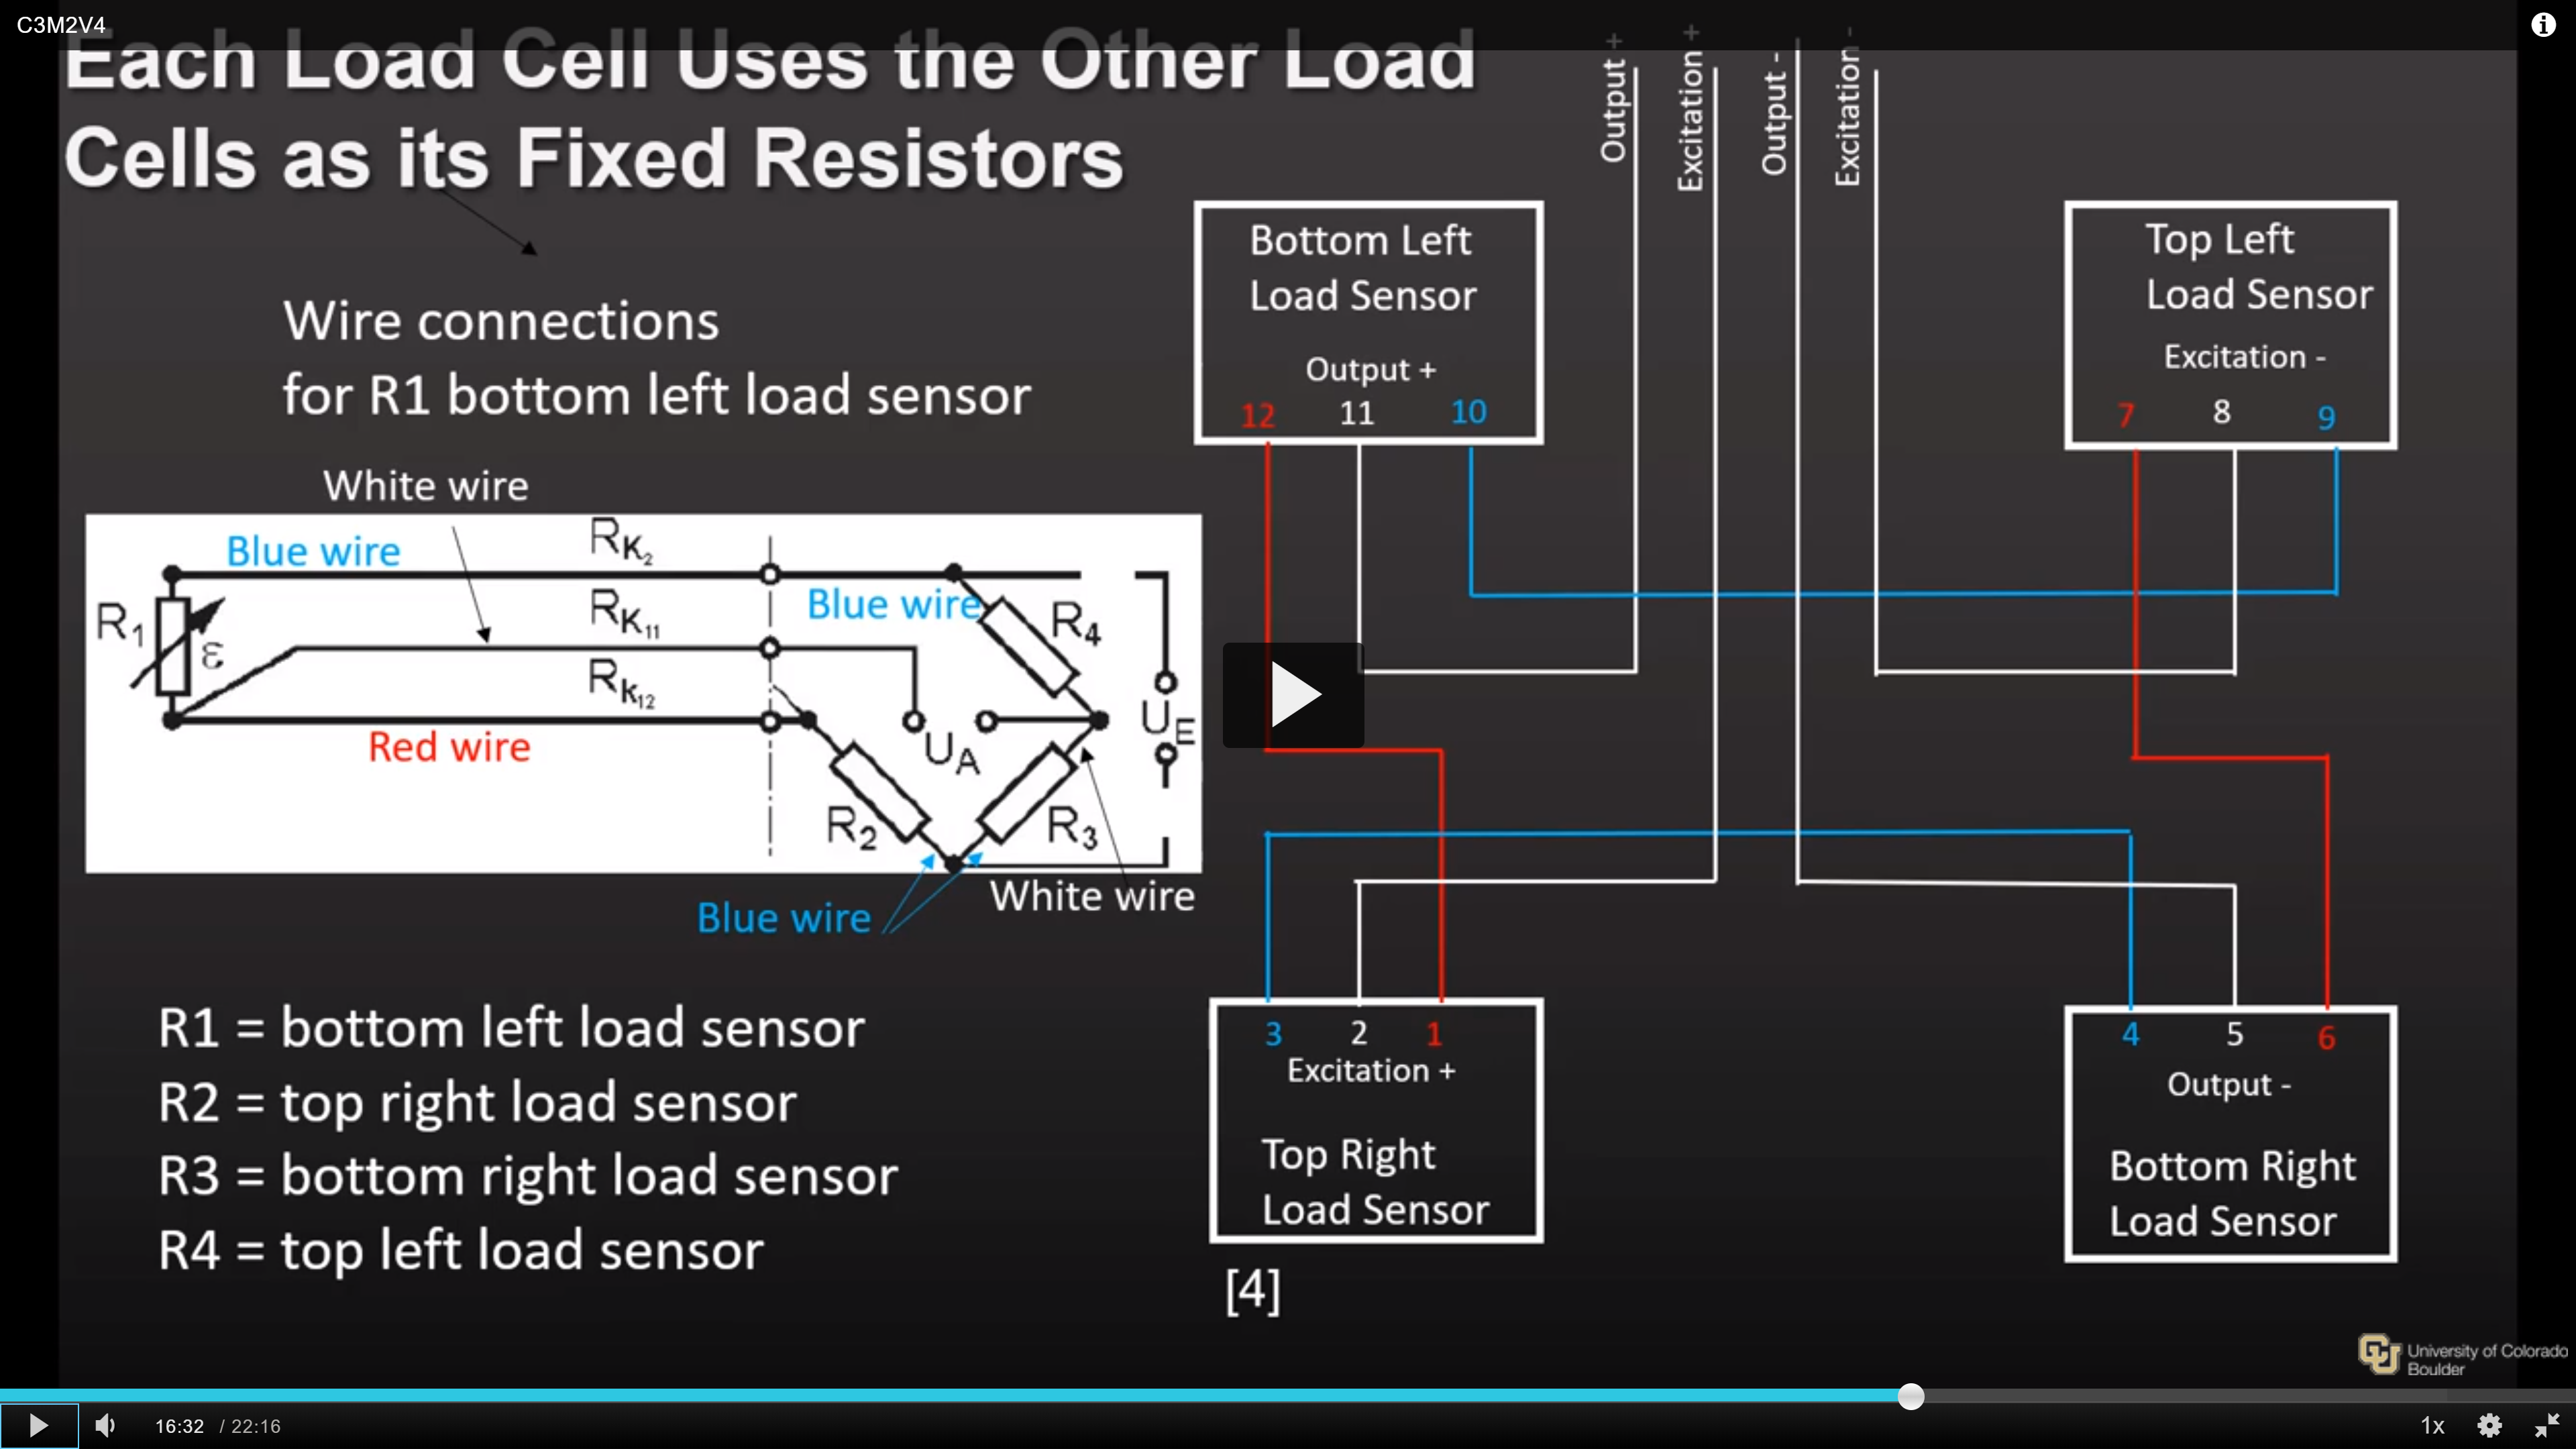 C3M2V4
Each Load Cell Uses the Other Load
Cells as its Fixed Resistors
Wire connections
for R1 bottom left load sensor
White wire
Blue wire
RK2
Blue wire
RK11
R1
ε
R4
Rk12
Red wire
UA
UE
R2
R3
White wire
Blue wire
R1 = bottom left load sensor
R2 = top right load sensor
R3 = bottom right load sensor
R4 = top left load sensor
Output +
Excitation +
Output -
Excitation -
Bottom Left
Load Sensor
Output +
12 11 10
Top Left
Load Sensor
Excitation -
7 8 9
3 2 1
Excitation +
Top Right
Load Sensor
4 5 6
Output -
Bottom Right
Load Sensor
[4]
University of Colorado
Boulder
16:32 / 22:16
1x